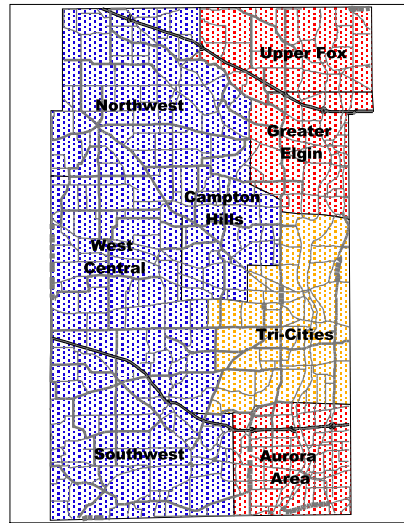 Upper Fox
Northwest
Greater
Elgin
Campton
Hills
West
Central
Tri-Cities
Southwest
Aurora
Area